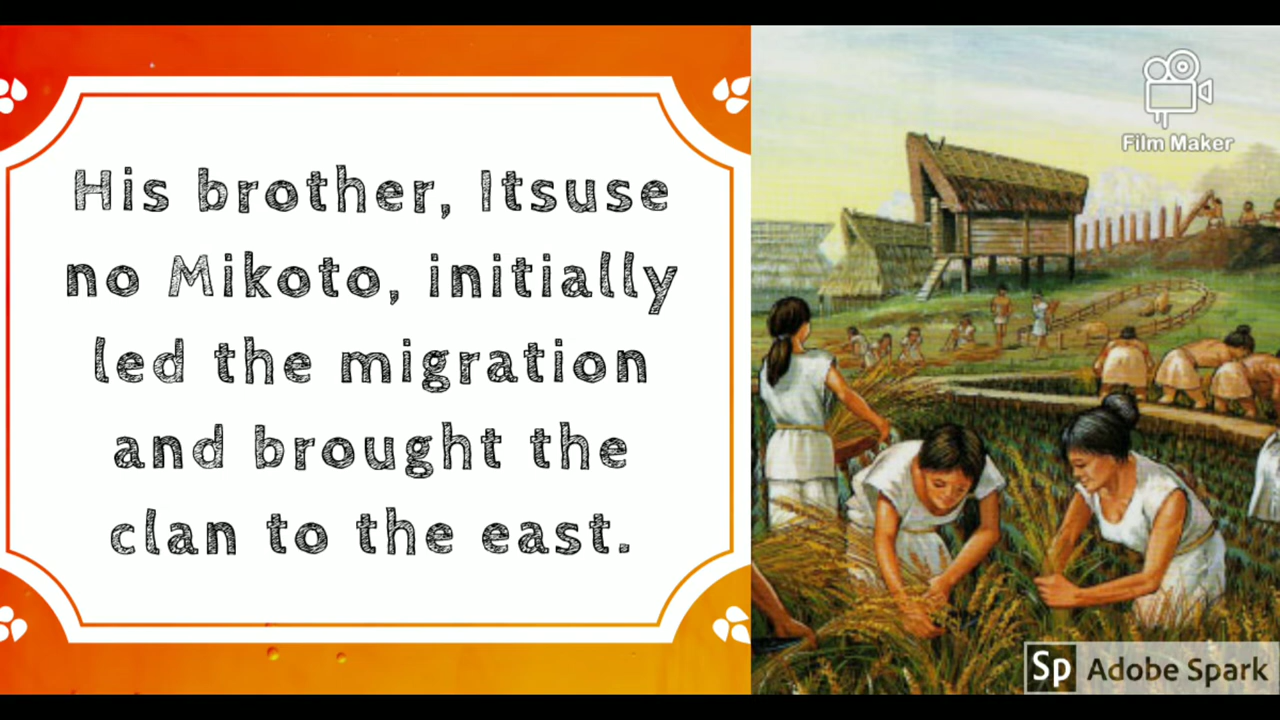 His brother, Itsuse
no Mikoto, initially
led the migration
and brought the
clan to the east.
Film Maker
Sp Adobe Spark